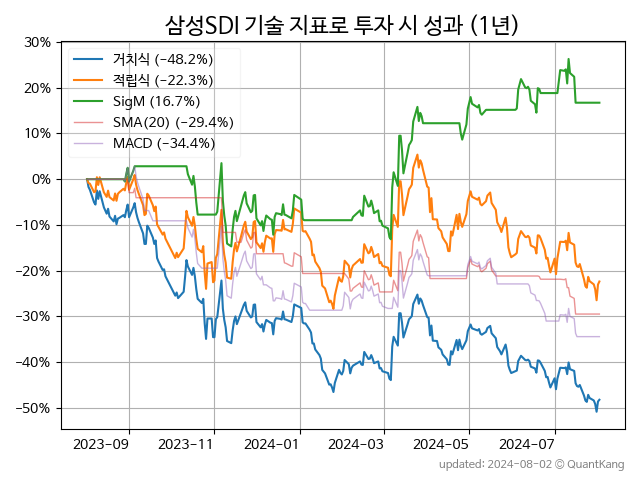 삼성SDI 기술 지표로 투자 시 성과 (1년)
30%
20%
10%
0%
−10%
−20%
−30%
−40%
−50%
거치식 (−48.2%)
적립식 (−22.3%)
SigM (16.7%)
SMA(20) (−29.4%)
MACD (−34.4%)
2023-09
2023-11
2024-01
2024-03
2024-05
2024-07
updated: 2024-08-02 © QuantKang